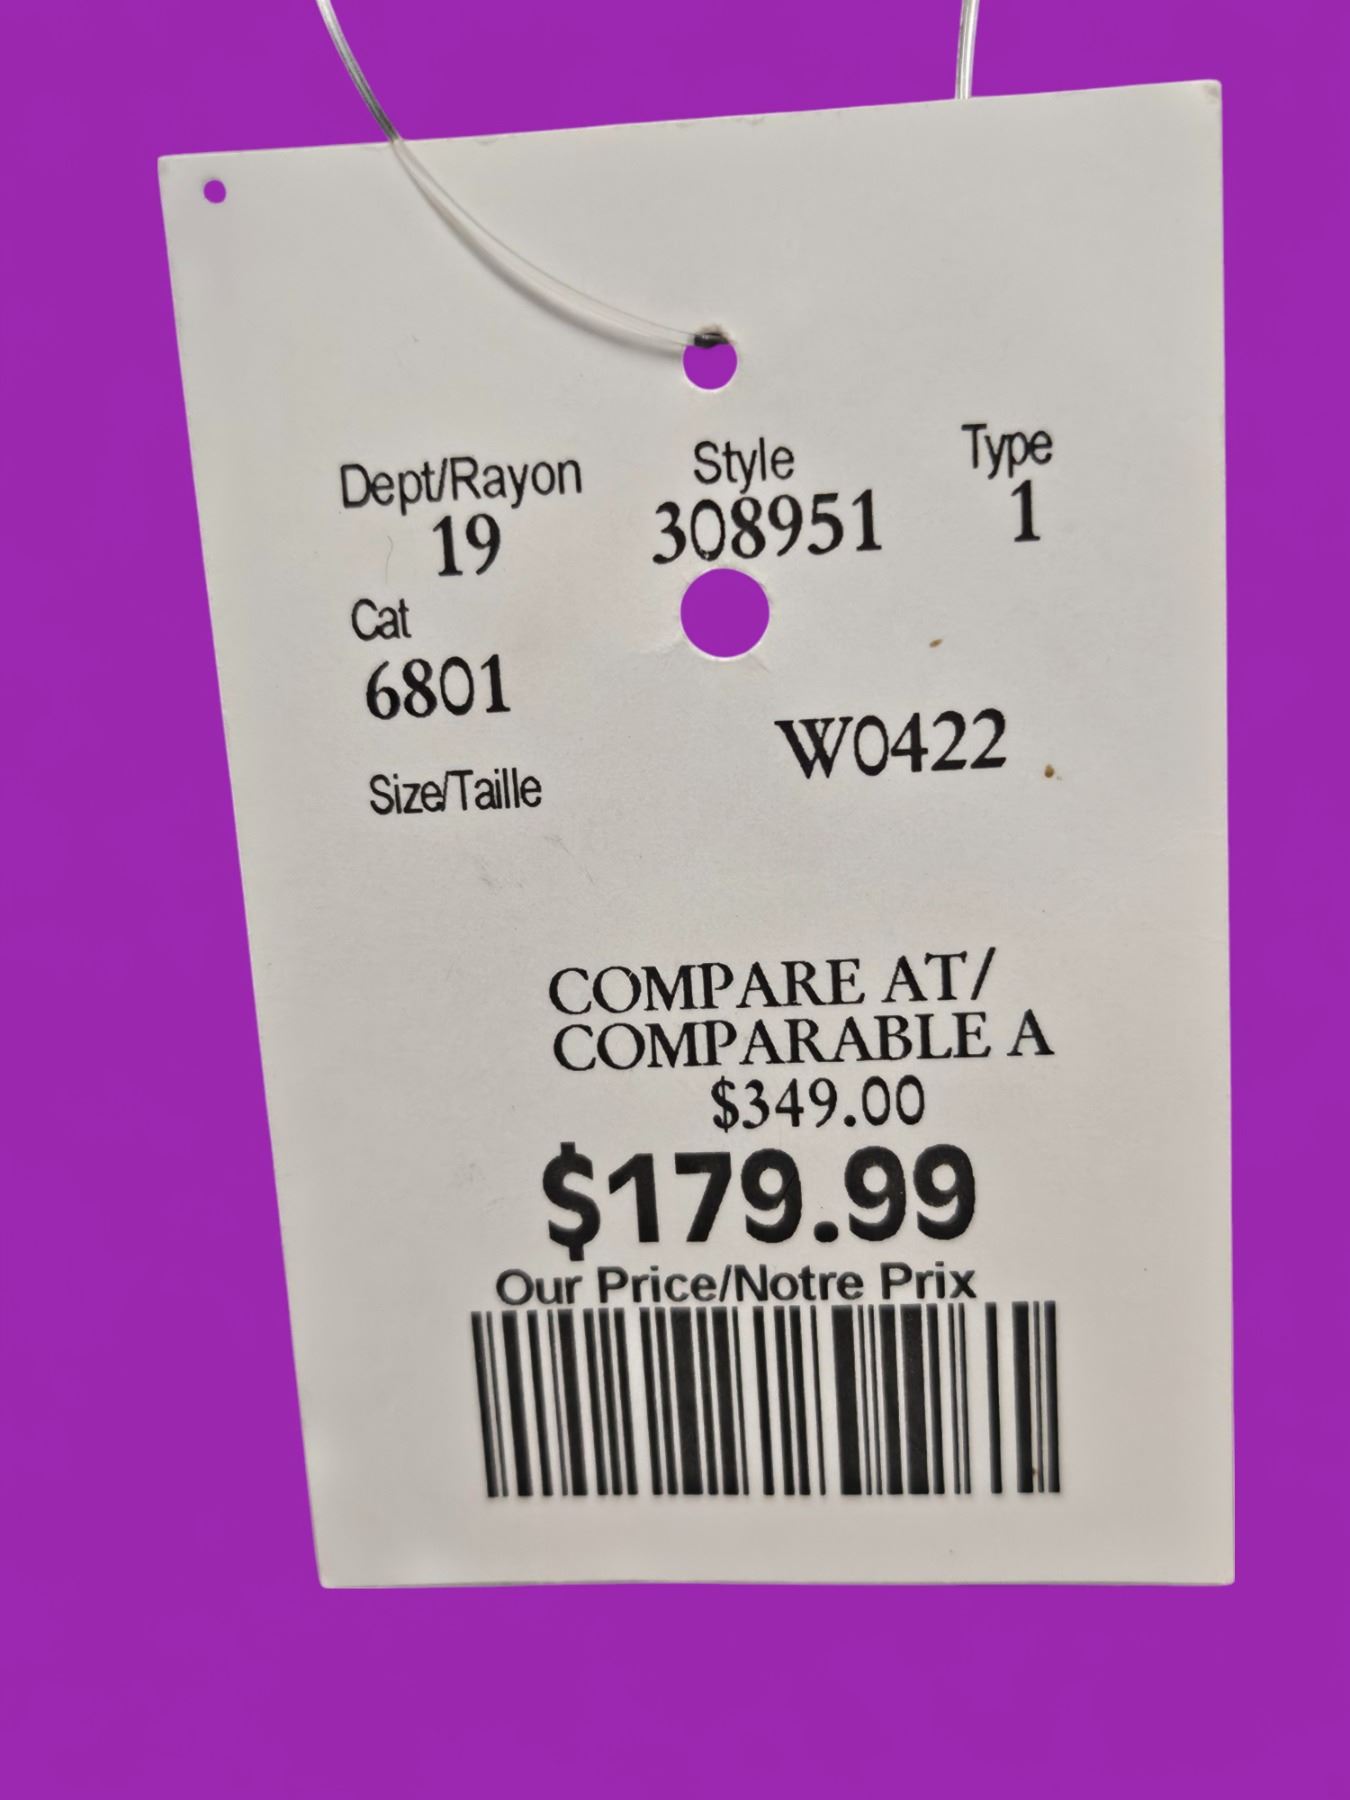 Dept/Rayon Style Type
19 308951 1
Cat
6801
W0422
Size/Taille
COMPARE AT/
COMPARABLE A
$349.00
$179.99
Our Price/Notre Prix